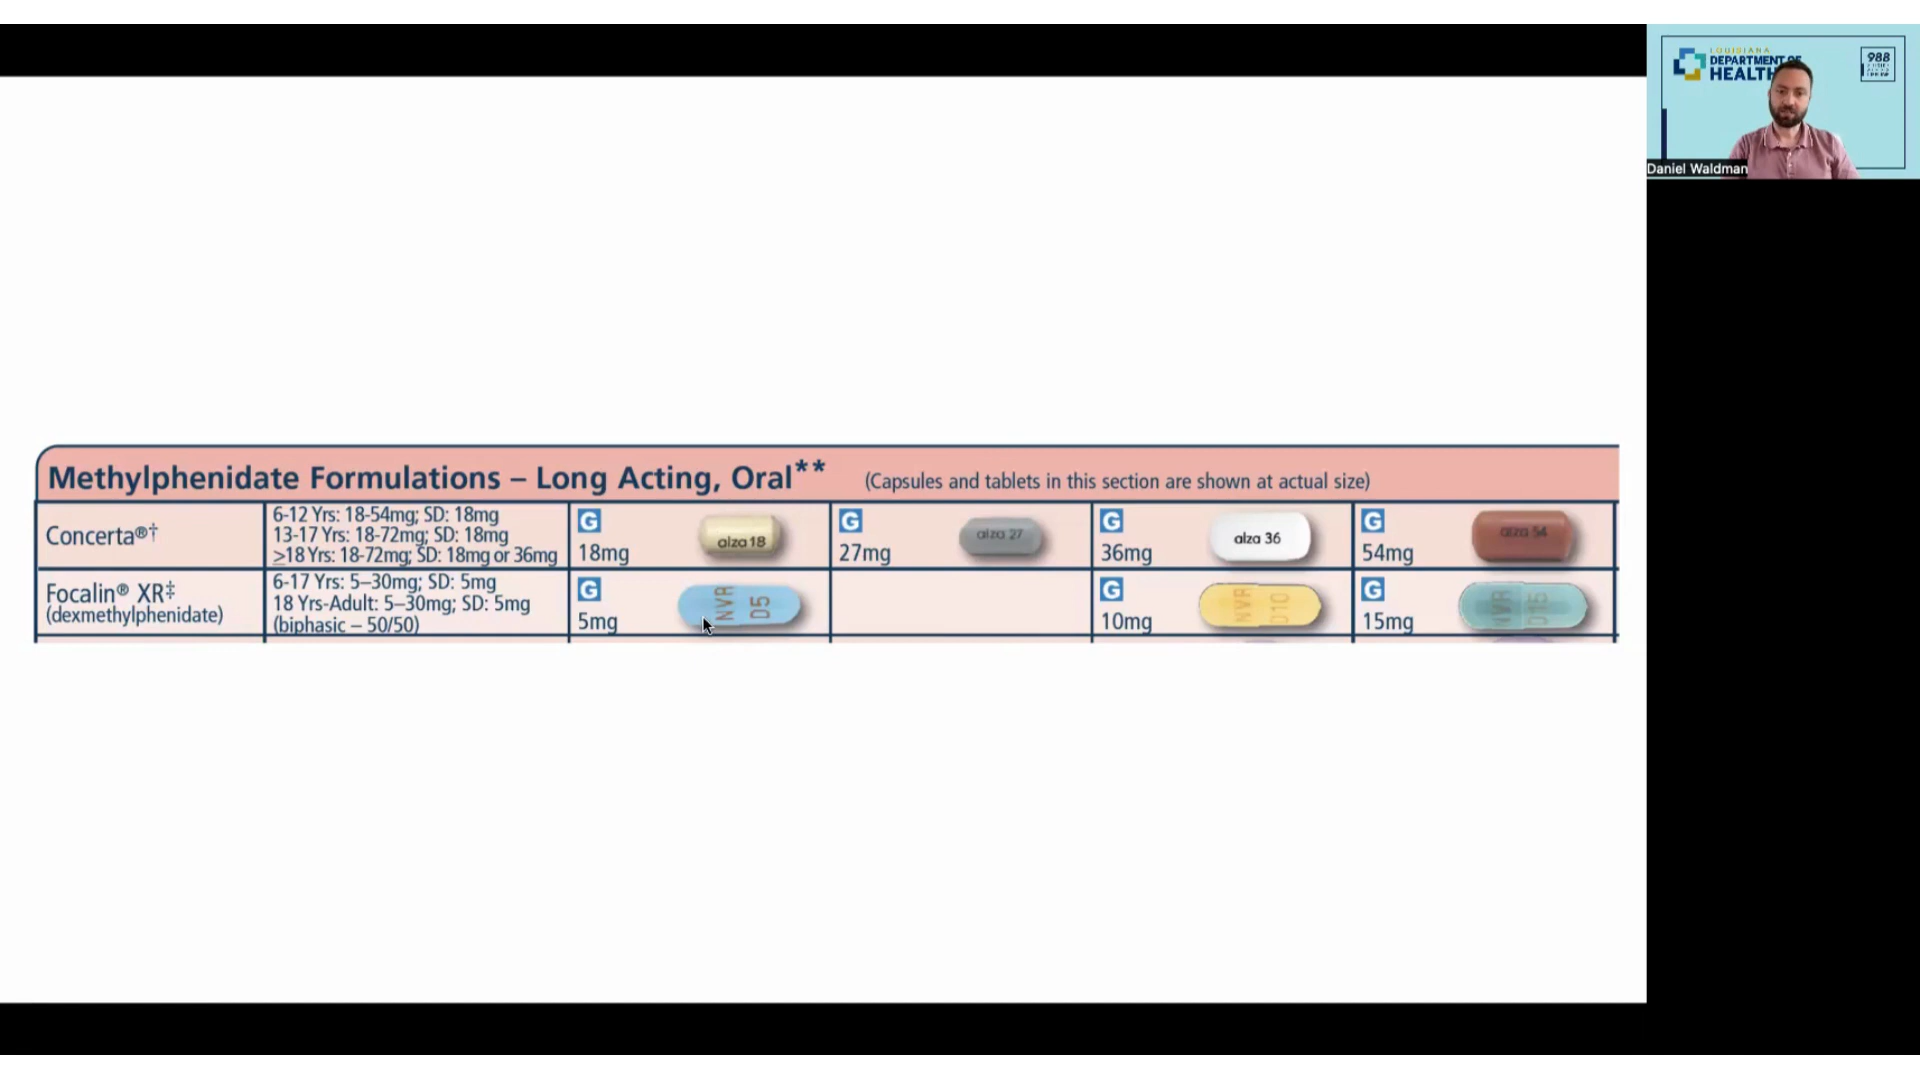 LOUISIANA
DEPARTMENT OF
HEALTH
988
Daniel Waldman
Methylphenidate Formulations – Long Acting, Oral** (Capsules and tablets in this section are shown at actual size)
Concerta®†
6-12 Yrs: 18-54mg; SD: 18mg
13-17 Yrs: 18-72mg; SD: 18mg
≥18 Yrs: 18-72mg; SD: 18mg or 36mg
G
18mg
alza 18
G
27mg
alza 27
G
36mg
alza 36
G
54mg
alza 54
Focalin® XR‡
(dexmethylphenidate)
6-17 Yrs: 5–30mg; SD: 5mg
18 Yrs-Adult: 5–30mg; SD: 5mg
(biphasic – 50/50)
G
5mg
NVR
D5
G
10mg
NVR
D10
G
15mg
NVR
D15